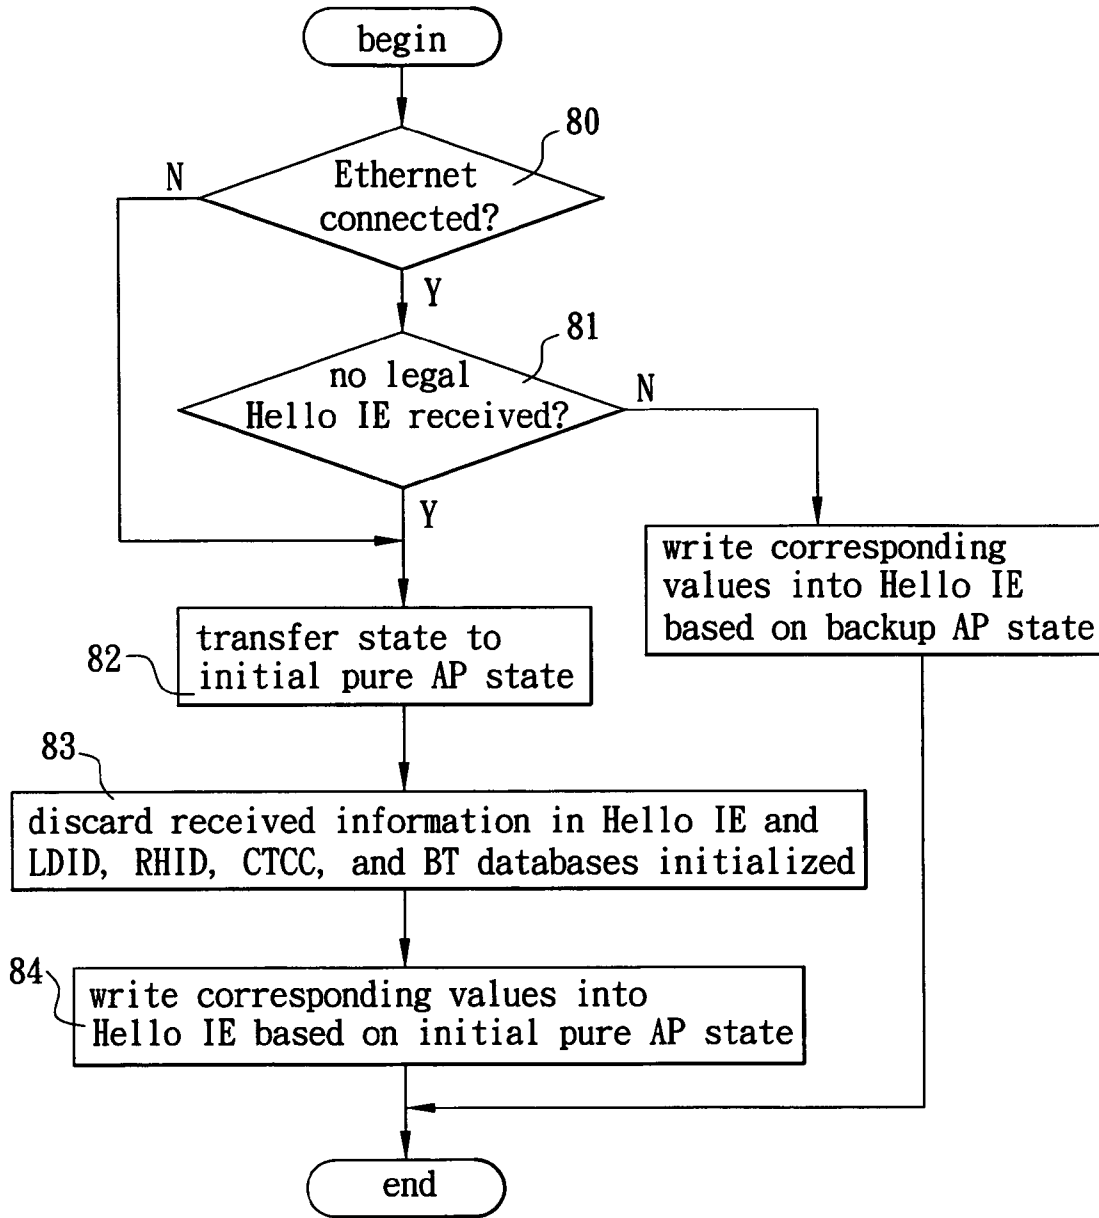 begin
80
N
Ethernet
connected?
Y
81
no legal
Hello IE received?
N
Y
write corresponding
values into Hello IE
based on backup AP state
transfer state to
82
initial pure AP state
83
discard received information in Hello IE and
LDID, RHID, CTCC, and BT databases initialized
84
write corresponding values into
Hello IE based on initial pure AP state
end